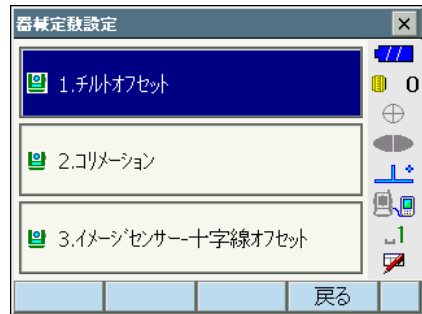 器械定数設定
1.チルトオフセット
0
2.コリメーション
3.イメージセンサー-十字線オフセット
1
戻る